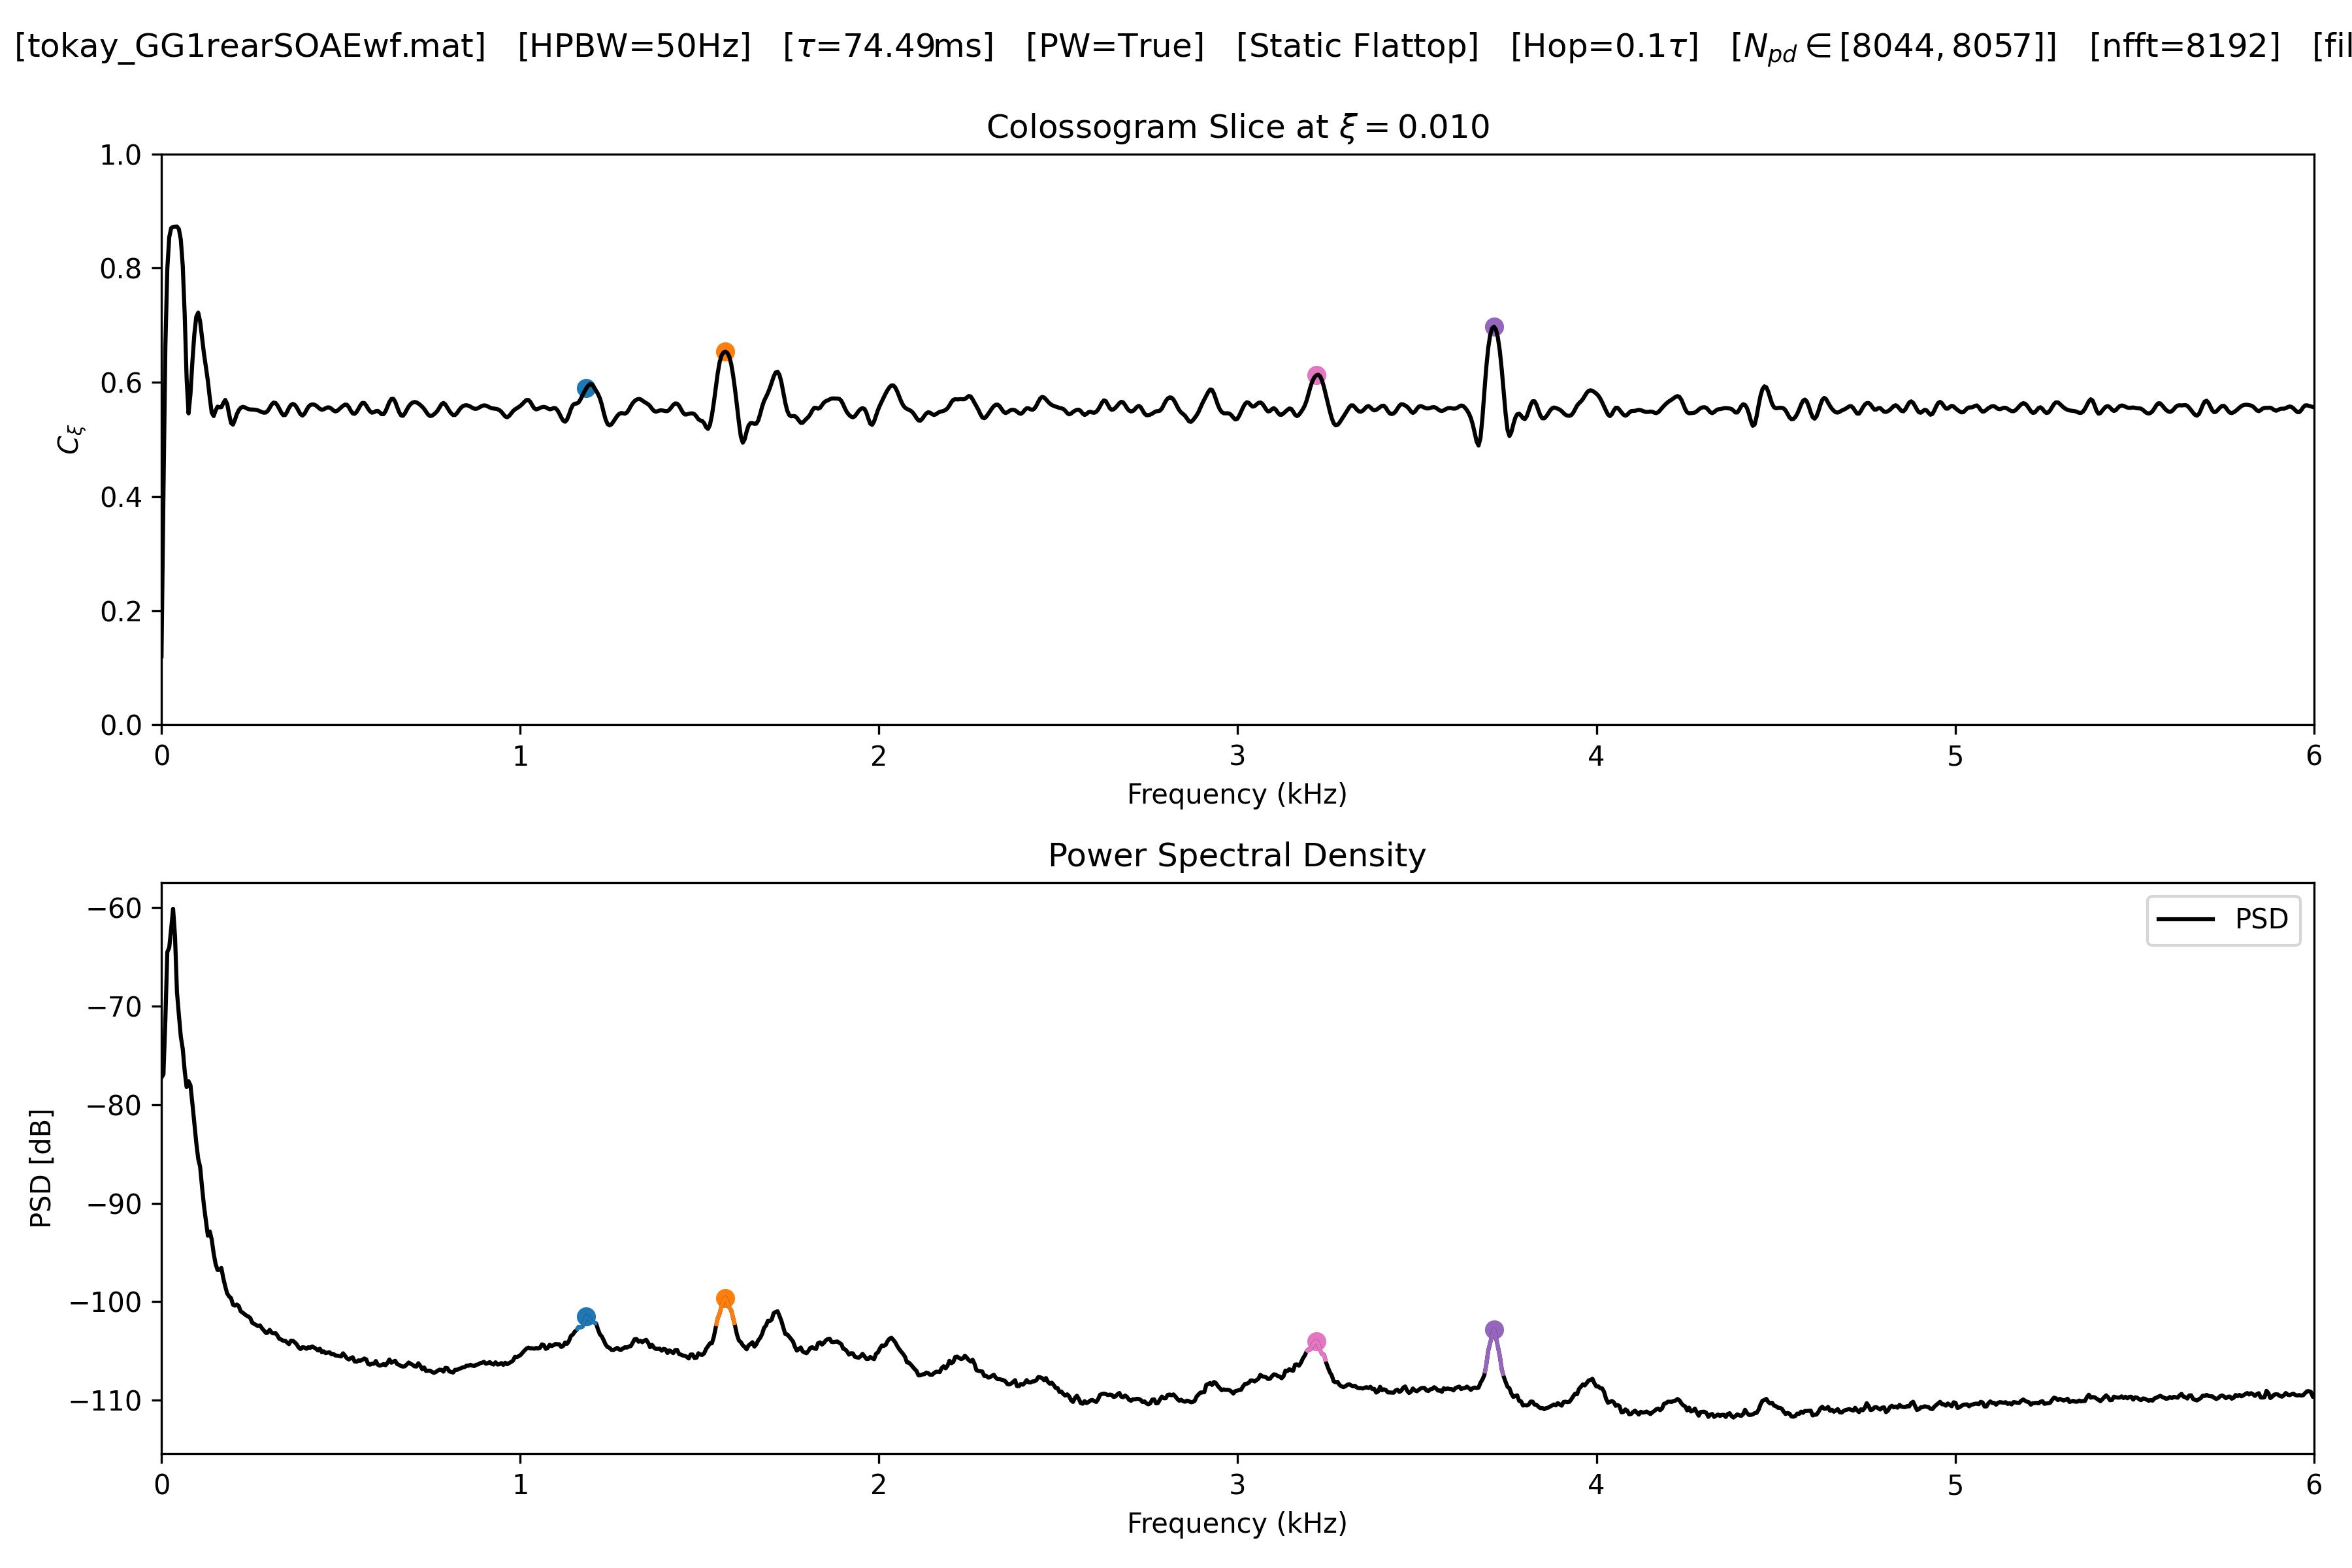 [tokay_GG1rearSOAEwf.mat] [HPBW=50Hz] [τ=74.49ms] [PW=True] [Static Flattop] [Hop=0.1τ] [N_pd ∈ [8044, 8057]] [nfft=8192] [fil
Colossogram Slice at ξ = 0.010
1.0
0.8
0.6
0.4
0.2
0.0
C_ξ
0 1 2 3 4 5 6
Frequency (kHz)
Power Spectral Density
−60
−70
−80
−90
−100
−110
PSD [dB]
PSD
0 1 2 3 4 5 6
Frequency (kHz)